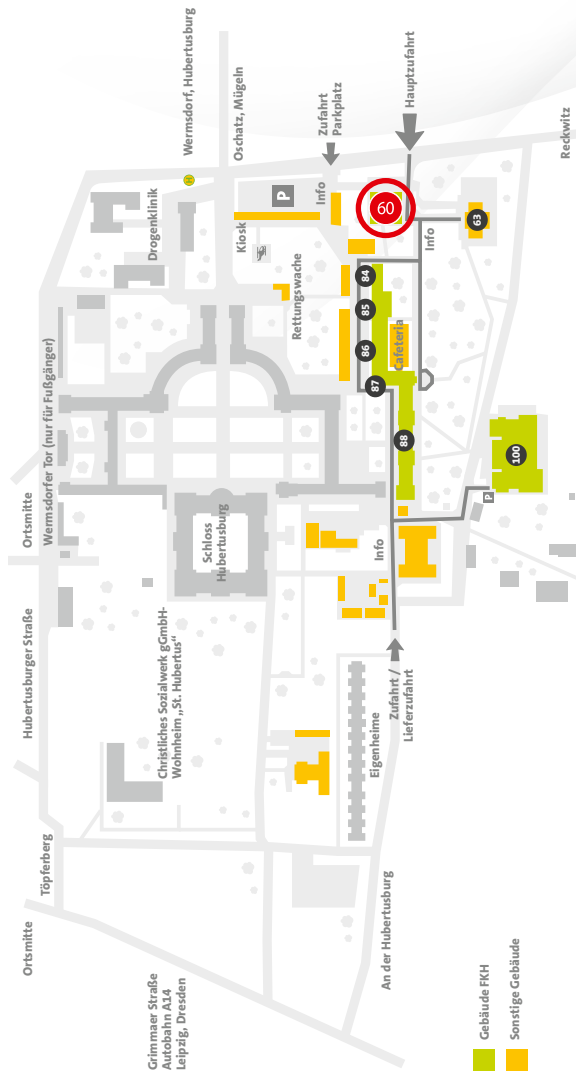 Ortsmitte
Töpferberg
Hubertusburger Straße
Ortsmitte
Wermsdorfer Tor (nur für Fußgänger)
Wermsdorf, Hubertusburg
H
Oschatz, Mügeln
Drogenklinik
Grimmaer Straße
Autobahn A14
Leipzig, Dresden
Christliches Sozialwerk gGmbH-
Wohnheim „St. Hubertus“
Schloss
Hubertusburg
Kiosk
P
Rettungswache
Info
Zufahrt
Parkplatz
Hauptzufahrt
60
84
85
86
87
88
Cafeteria
Info
63
Reckwitz
Info
Eigenheime
Zufahrt /
Lieferzufahrt
An der Hubertusburg
P
100
Gebäude FKH
Sonstige Gebäude